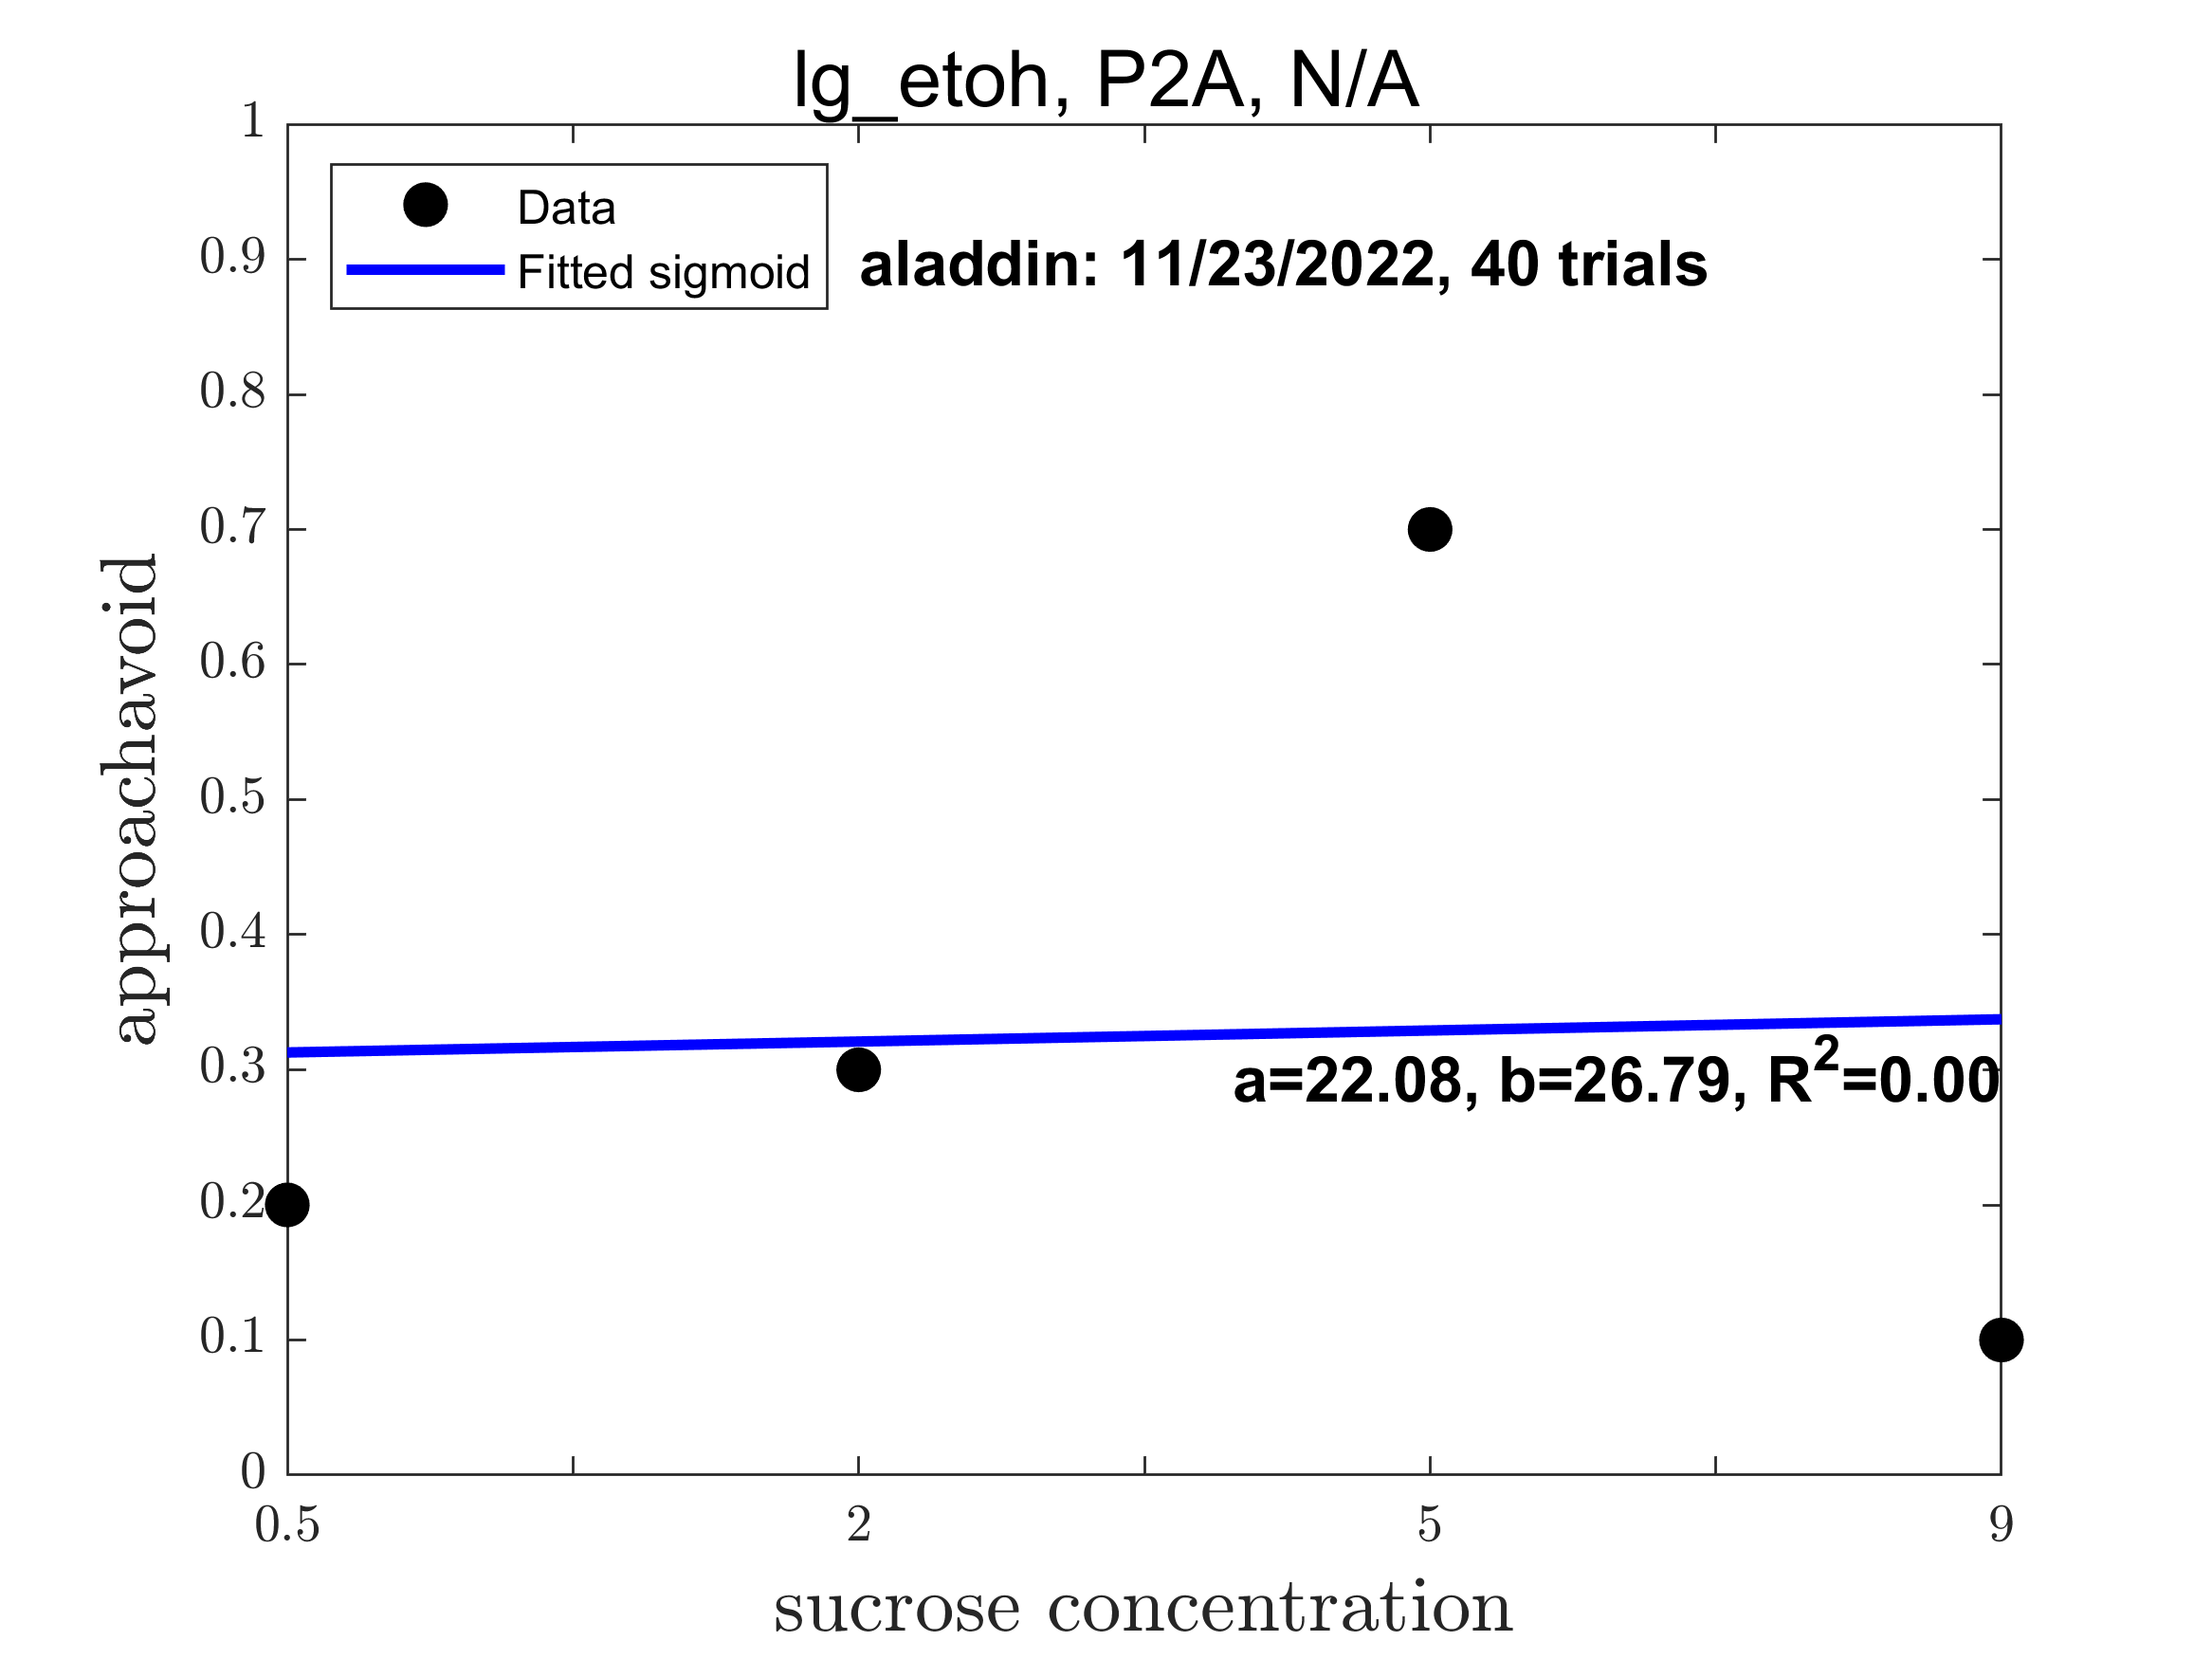 lg_etoh, P2A, N/A
1
Data
Fitted sigmoid
aladdin: 11/23/2022, 40 trials
0.9
0.8
0.7
0.6
0.5
0.4
0.3
0.2
0.1
0
approachavoid
a=22.08, b=26.79, R²=0.00
0.5 2 5 9
sucrose concentration